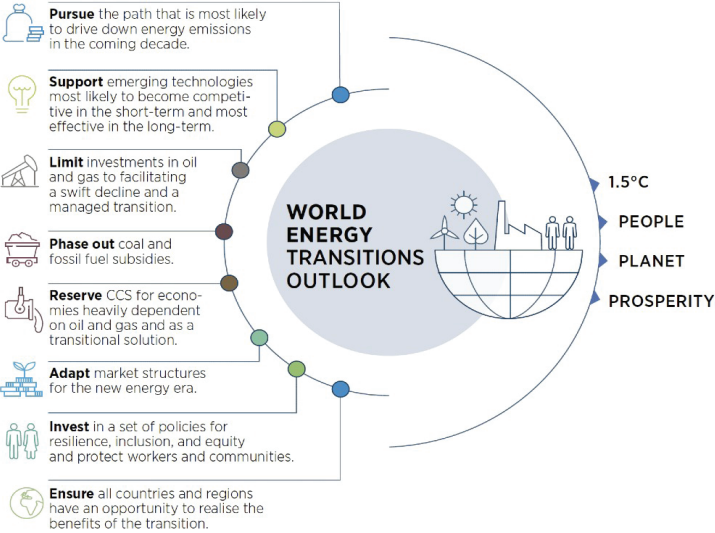 Pursue the path that is most likely
to drive down energy emissions
in the coming decade.
Support emerging technologies
most likely to become competi-
tive in the short-term and most
effective in the long-term.
Limit investments in oil
and gas to facilitating
a swift decline and a
managed transition.
Phase out coal and
fossil fuel subsidies.
Reserve CCS for econo-
mies heavily dependent
on oil and gas and as a
transitional solution.
Adapt market structures
for the new energy era.
Invest in a set of policies for
resilience, inclusion, and equity
and protect workers and communities.
Ensure all countries and regions
have an opportunity to realise the
benefits of the transition.
WORLD
ENERGY
TRANSITIONS
OUTLOOK
1.5°C
PEOPLE
PLANET
PROSPERITY